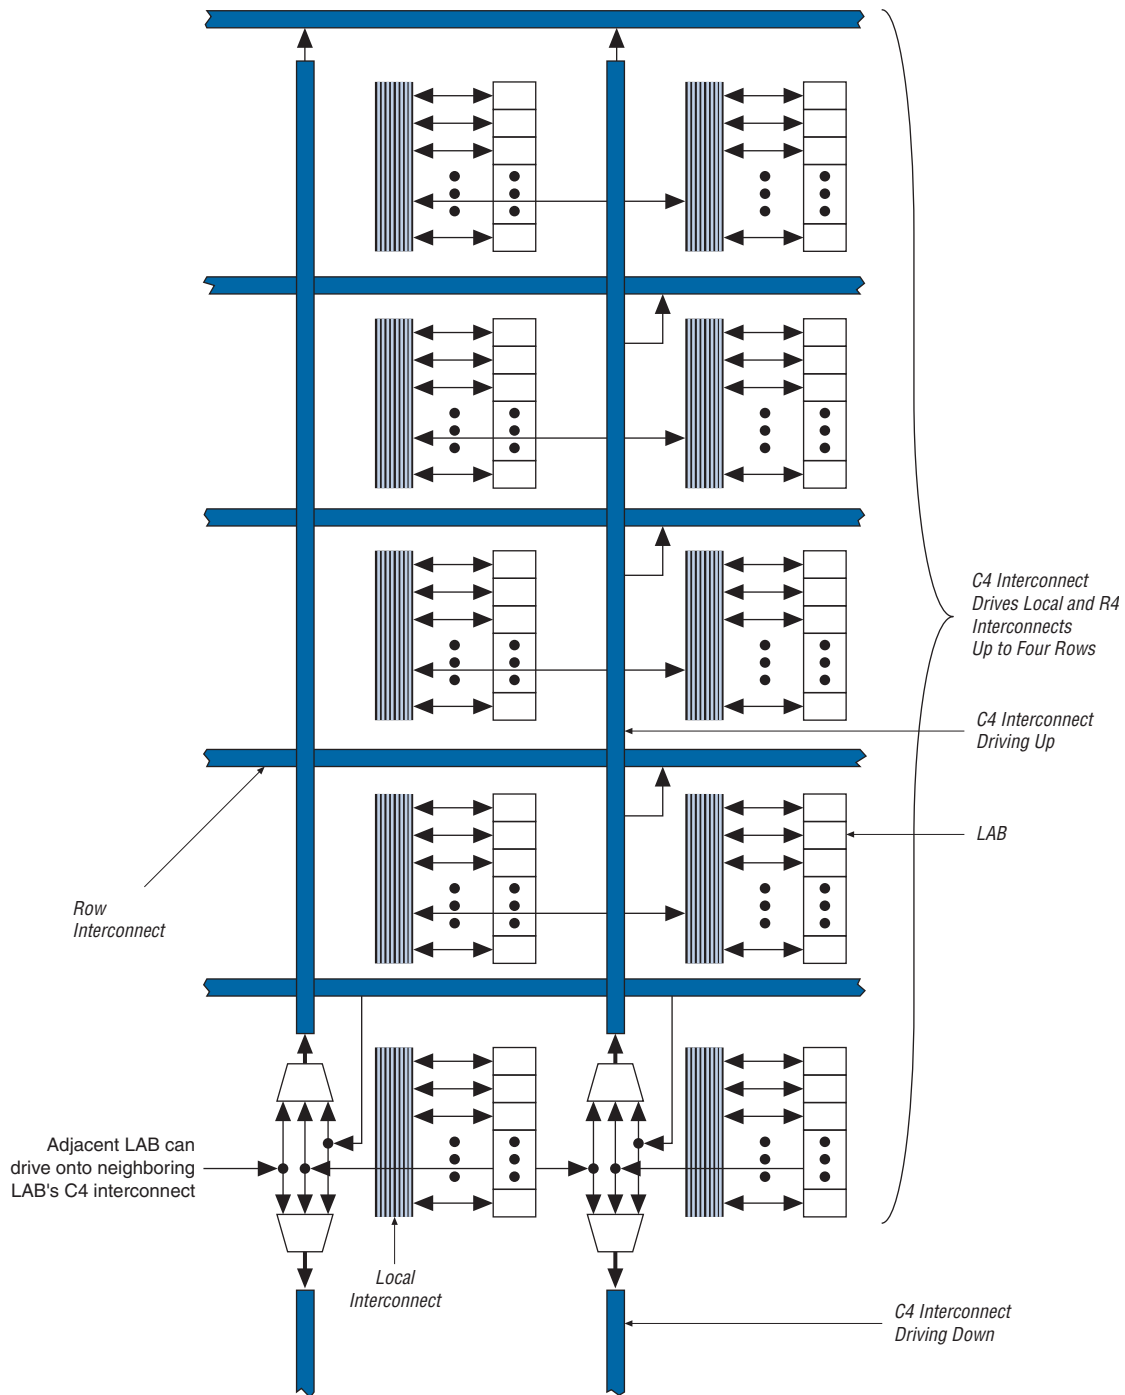 C4 Interconnect
Drives Local and R4
Interconnects
Up to Four Rows
C4 Interconnect
Driving Up
LAB
Row
Interconnect
Adjacent LAB can
drive onto neighboring
LAB's C4 interconnect
Local
Interconnect
C4 Interconnect
Driving Down